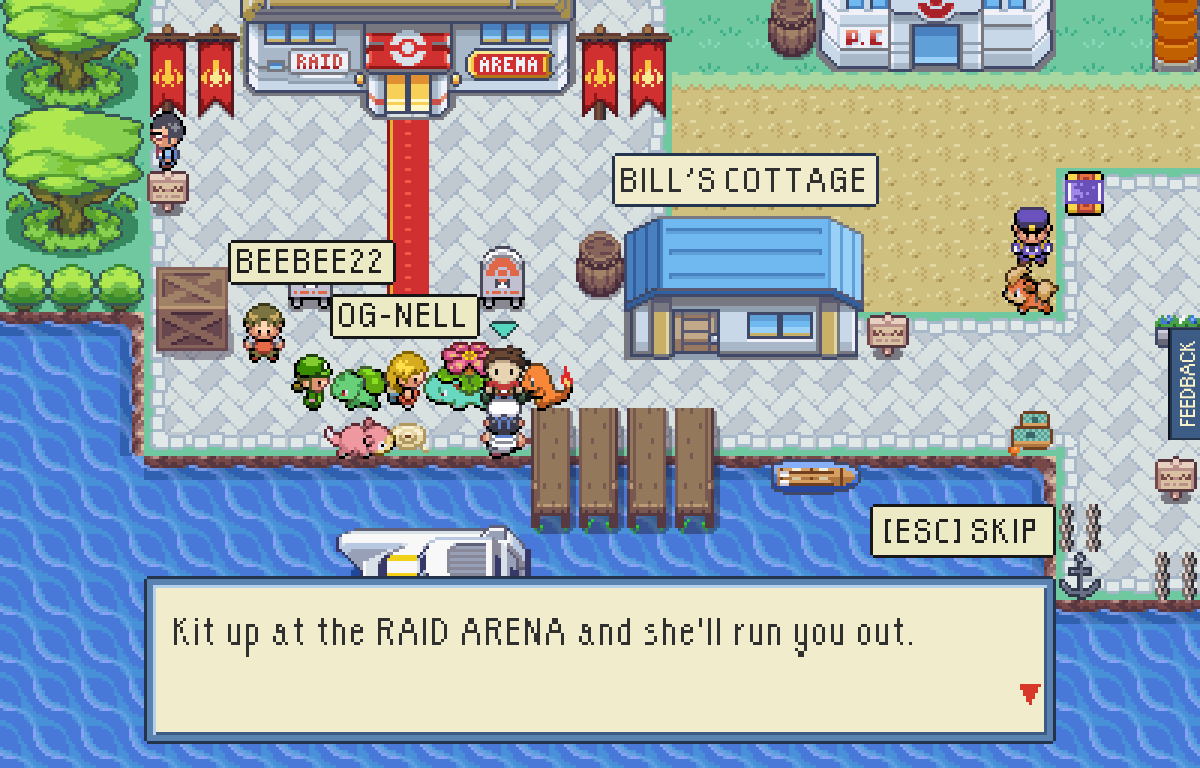 P.C
RAID
ARENA!
BILL'S COTTAGE
BEEBEE22
OG-NELL
FEEDBACK
[ESC] SKIP
Kit up at the RAID ARENA and she'll run you out.